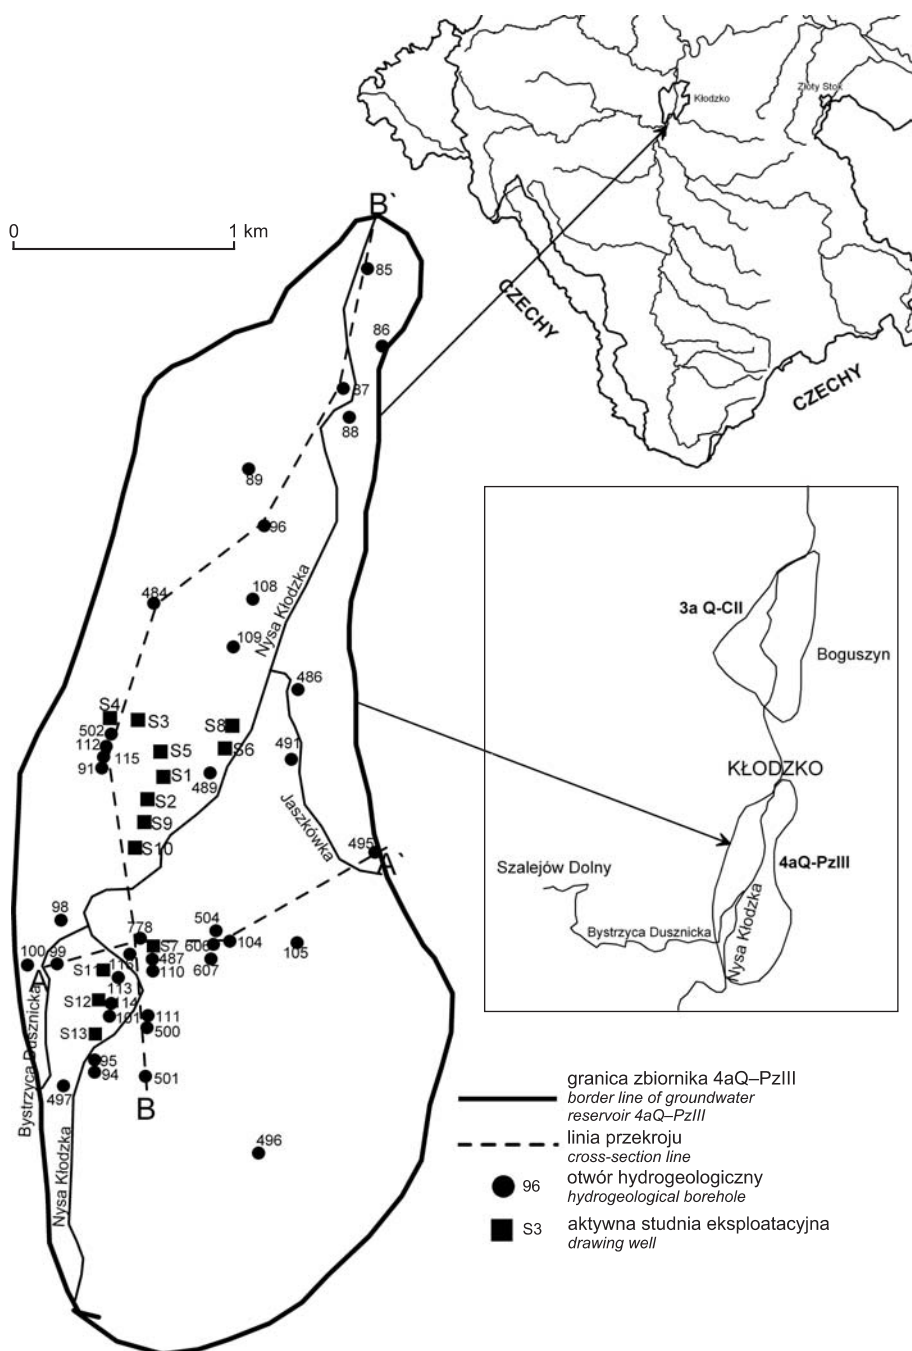 Kłodzko
Złoty Stok
B`
0
1 km
85
CZECHY
86
CZECHY
87
88
89
96
484
108
Nysa Kłodzka
109
3a Q-CII
Boguszyn
486
S4
S3
S8
502
112
S5
S6
115
491
91
S1
489
KŁODZKO
S2
Jaszkówka
S9
495
S10
A`
4aQ-PzIII
Szalejów Dolny
98
504
778
Bystrzyca Dusznicka
Nysa Kłodzka
100
99
S7
606
104
105
116
487
607
A
S11
110
113
S12
114
101
111
S13
500
Bystrzyca Dusznicka
95
94
501
497
B
granica zbiornika 4aQ–PzIII
border line of groundwater
reservoir 4aQ–PzIII
linia przekroju
cross-section line
496
96
otwór hydrogeologiczny
hydrogeological borehole
Nysa Kłodzka
S3
aktywna studnia eksploatacyjna
drawing well